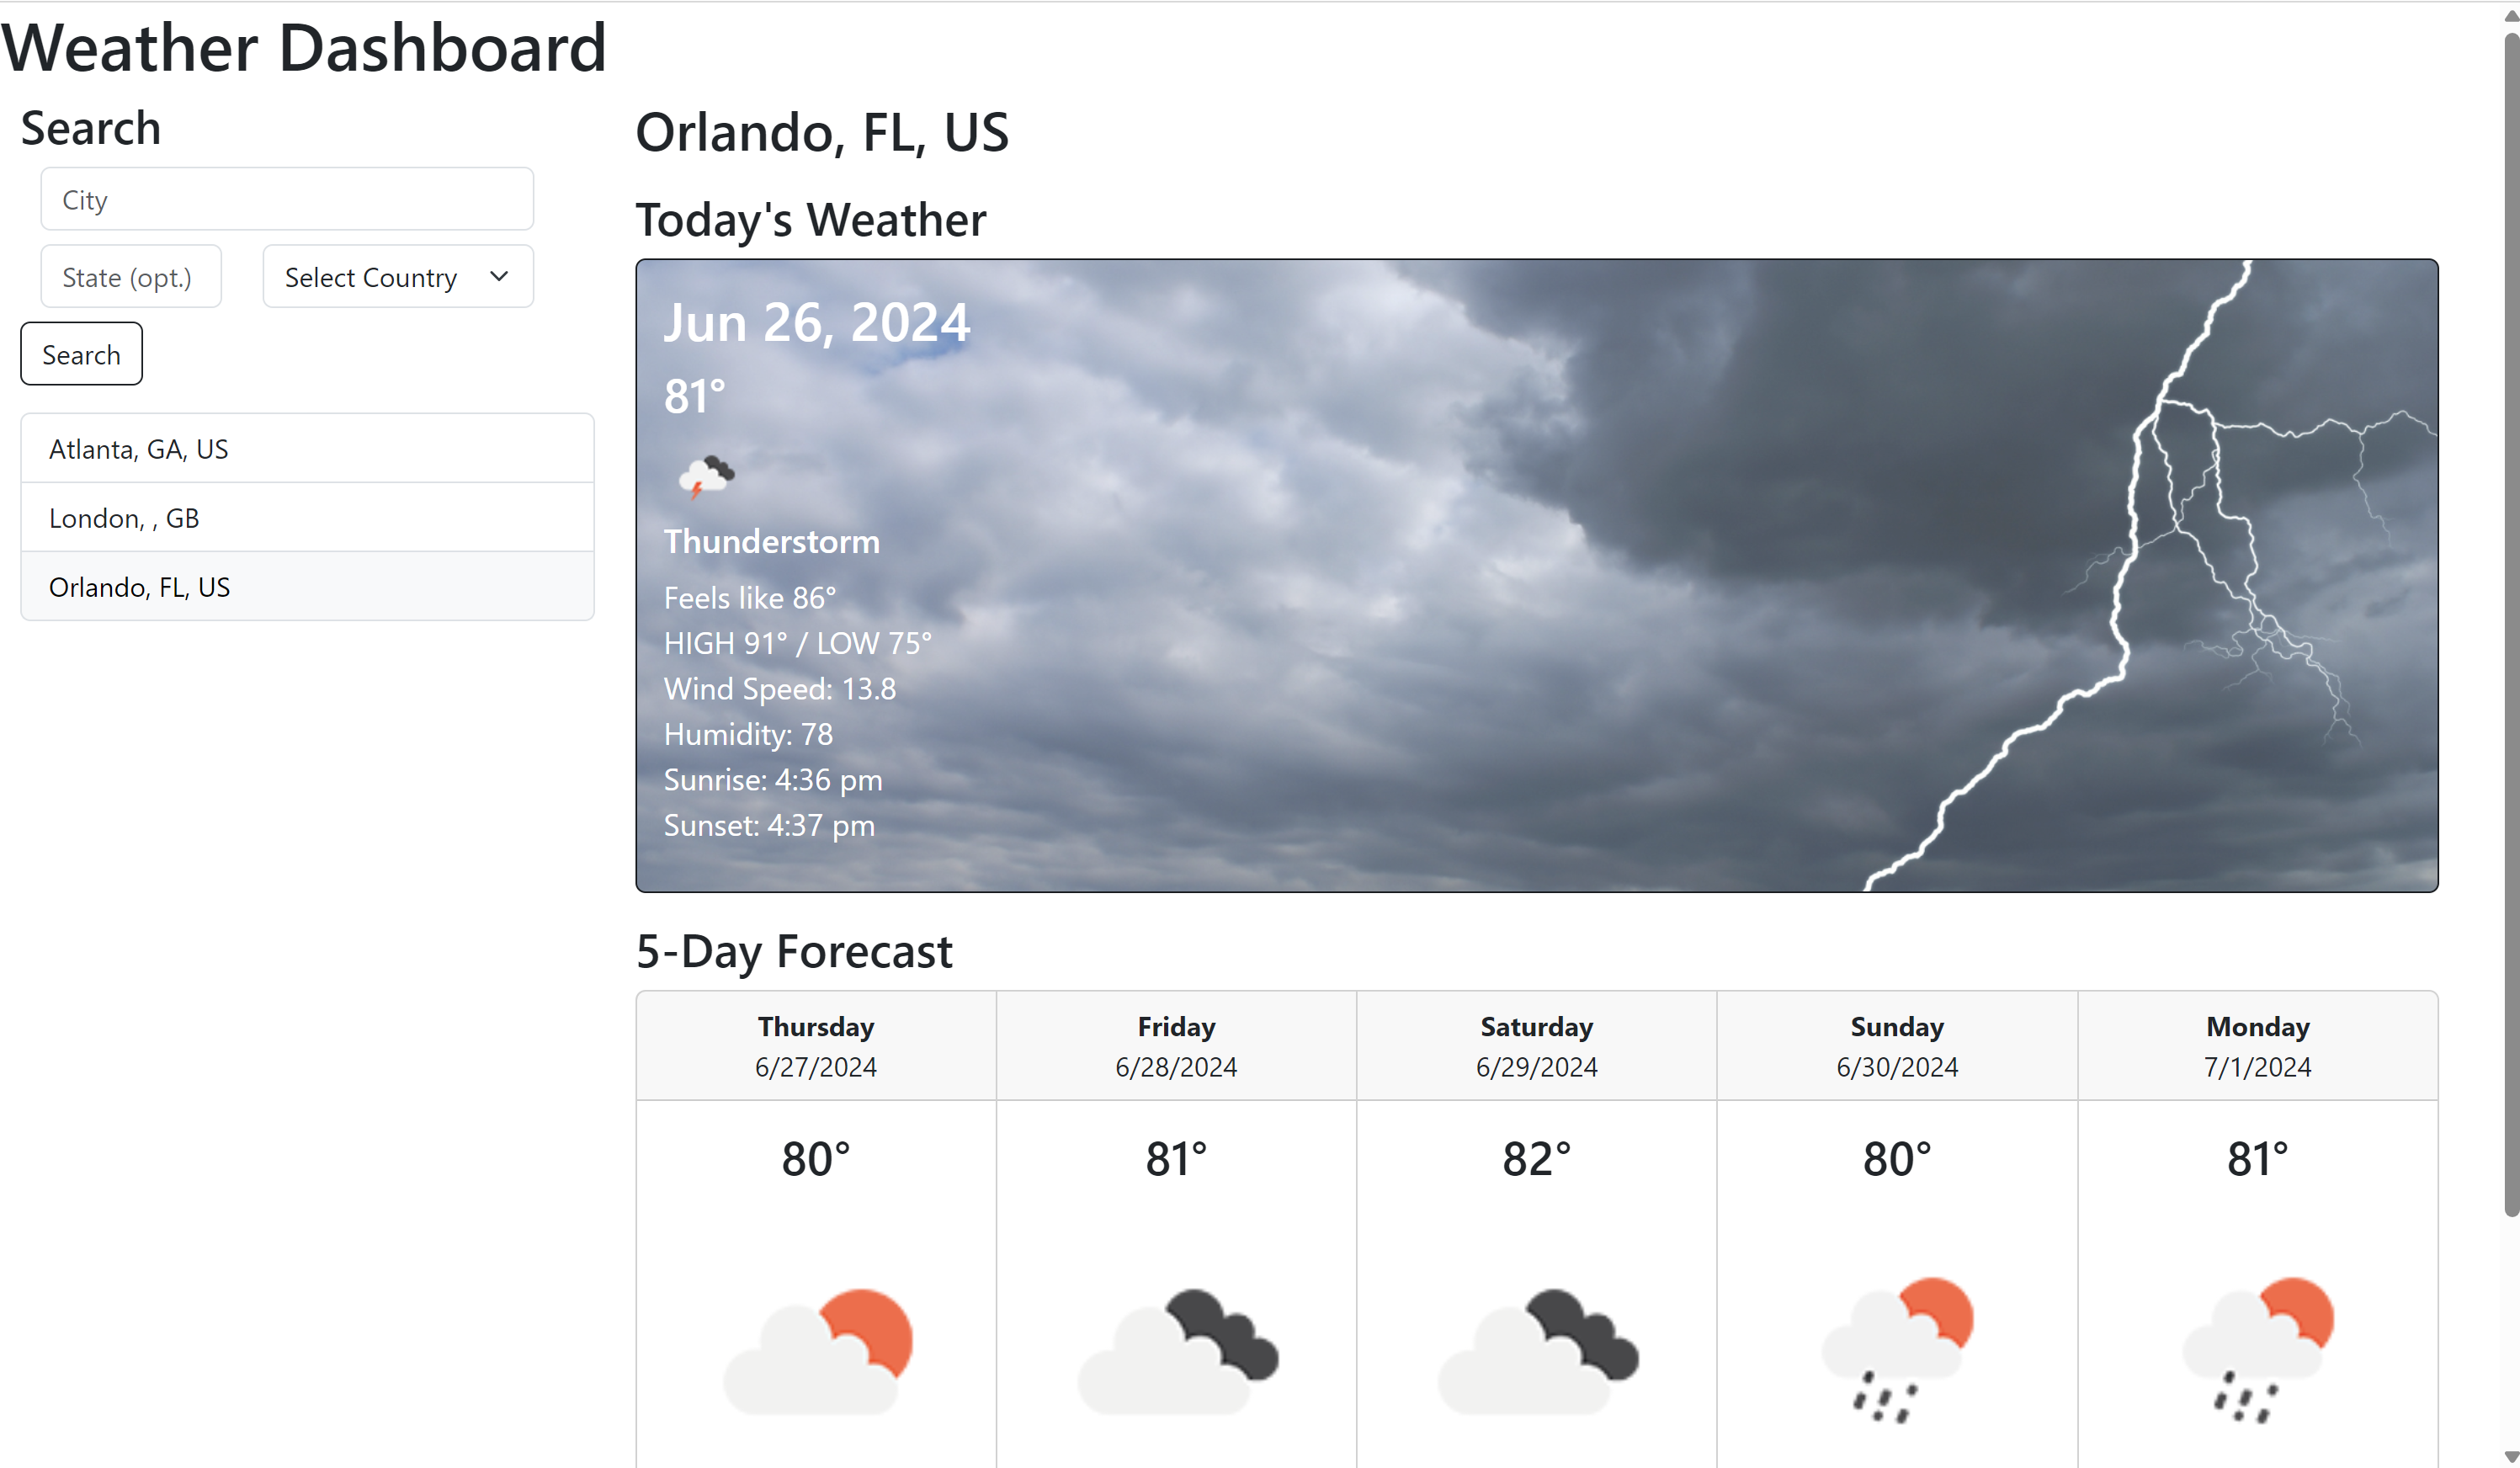 Weather Dashboard
Search
City
State (opt.)
Select Country
Search
Atlanta, GA, US
London, , GB
Orlando, FL, US
Orlando, FL, US
Today's Weather
Jun 26, 2024
81°
Thunderstorm
Feels like 86°
HIGH 91° / LOW 75°
Wind Speed: 13.8
Humidity: 78
Sunrise: 4:36 pm
Sunset: 4:37 pm
5-Day Forecast
Thursday
6/27/2024
80°
Friday
6/28/2024
81°
Saturday
6/29/2024
82°
Sunday
6/30/2024
80°
Monday
7/1/2024
81°